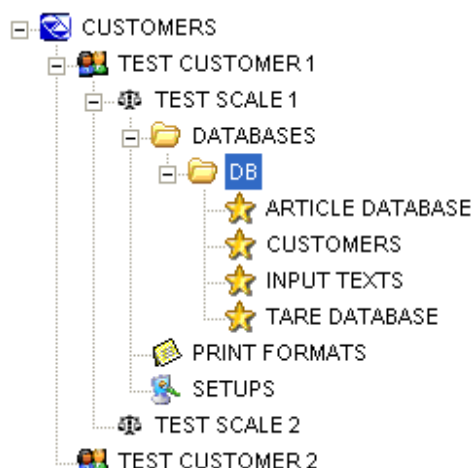 CUSTOMERS
TEST CUSTOMER 1
TEST SCALE 1
DATABASES
DB
ARTICLE DATABASE
CUSTOMERS
INPUT TEXTS
TARE DATABASE
PRINT FORMATS
SETUPS
TEST SCALE 2
TEST CUSTOMER 2